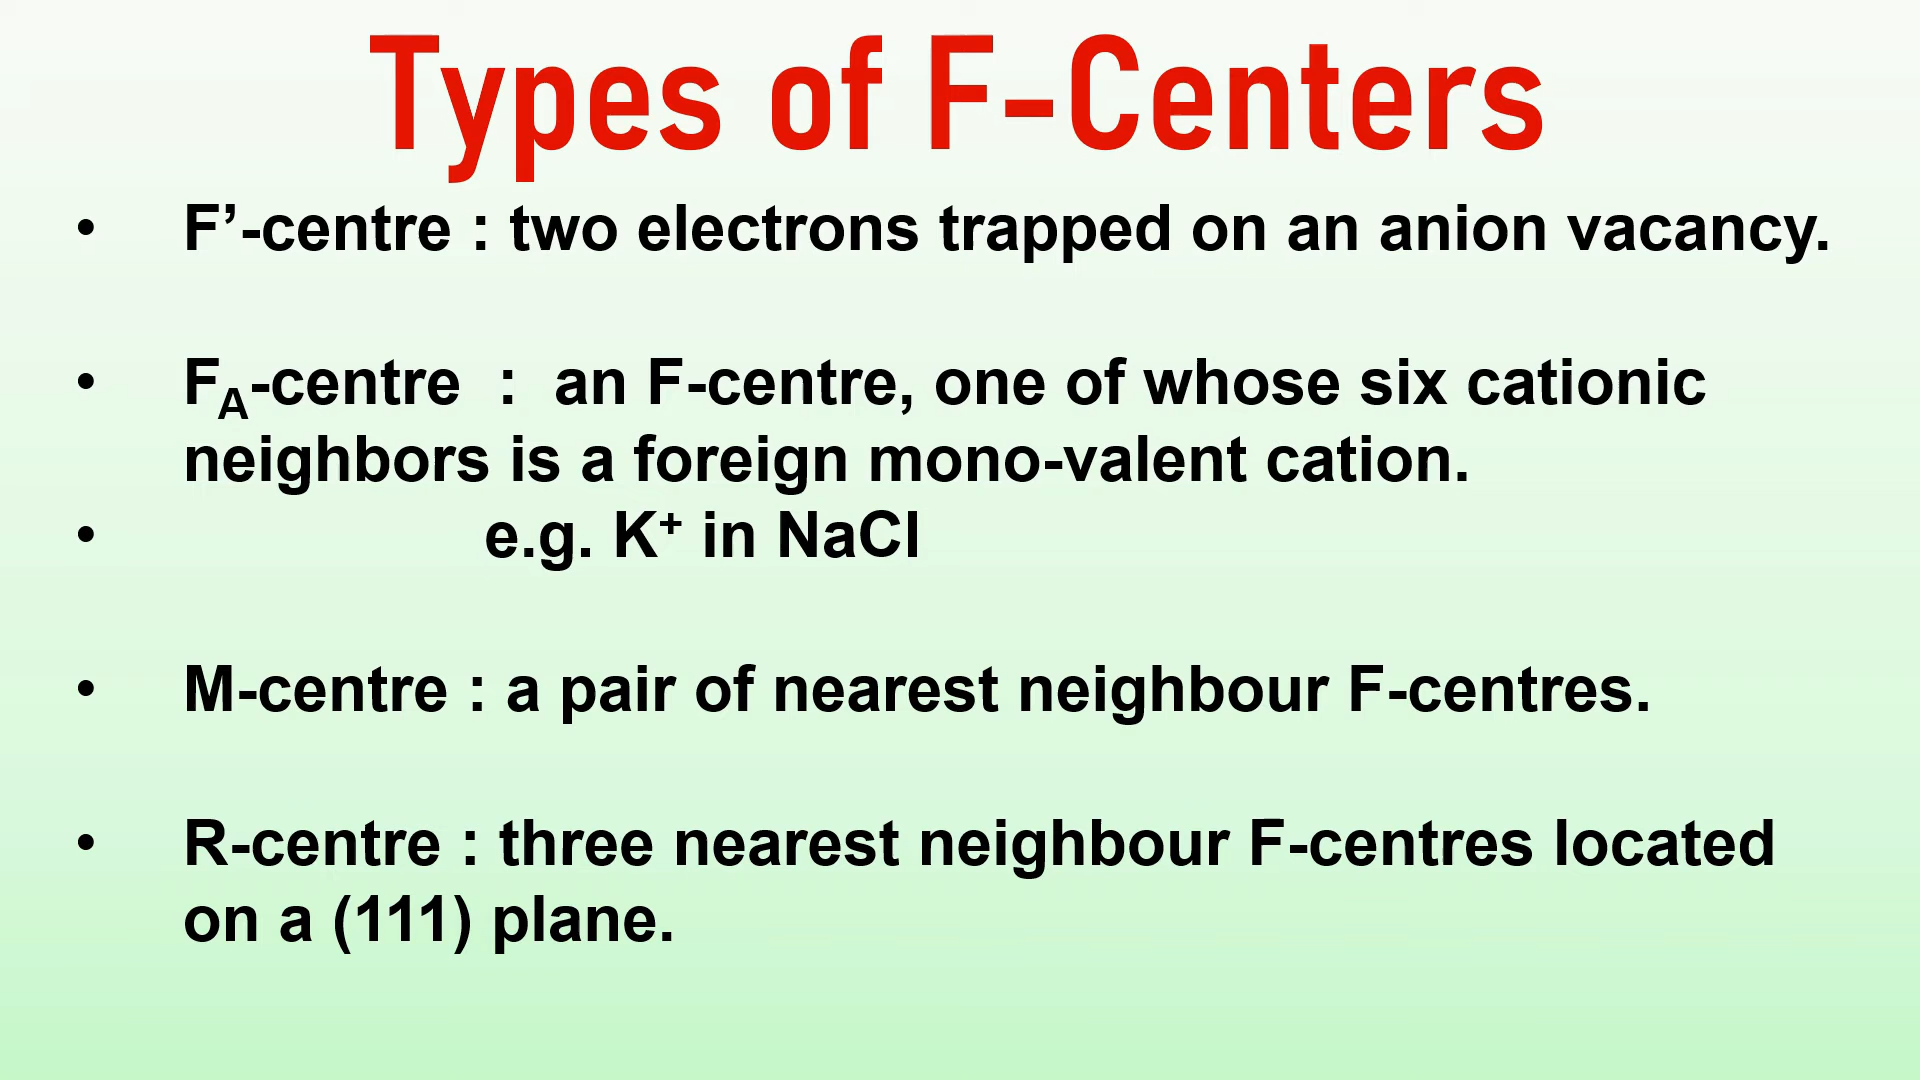 Types of F-Centers
• F’-centre : two electrons trapped on an anion vacancy.
• F_A-centre : an F-centre, one of whose six cationic
neighbors is a foreign mono-valent cation.
• e.g. K⁺ in NaCl
• M-centre : a pair of nearest neighbour F-centres.
• R-centre : three nearest neighbour F-centres located
on a (111) plane.